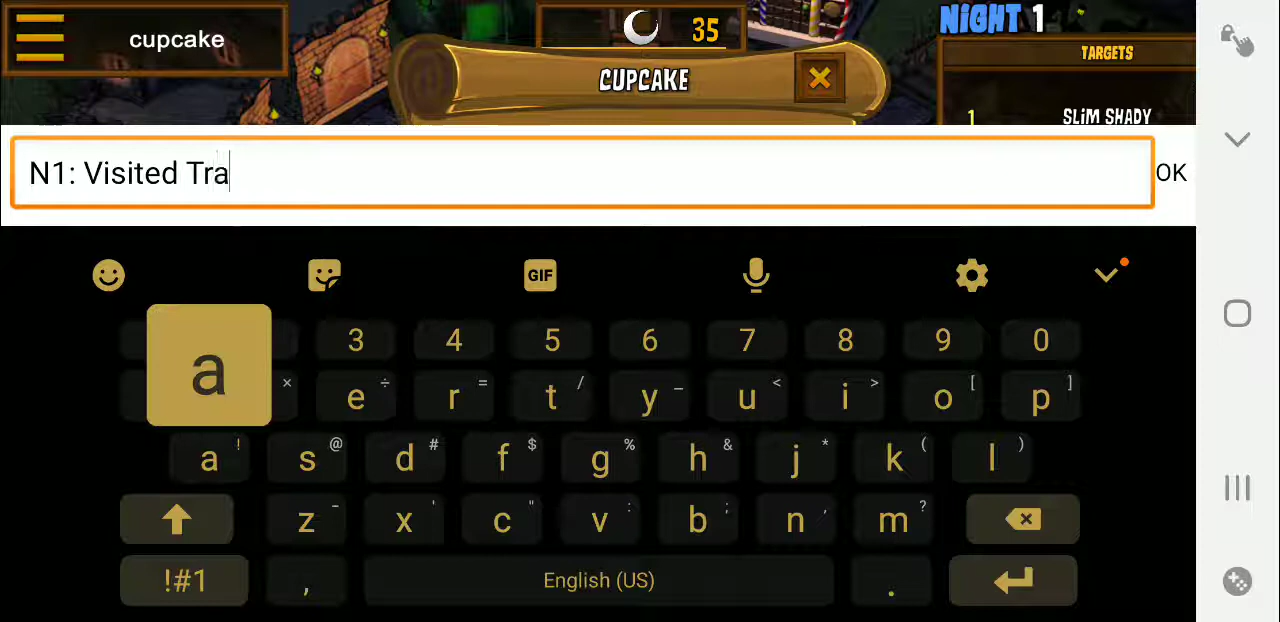 cupcake
35
NIGHT 1
CUPCAKE
TARGETS
1 SLIM SHADY
N1: Visited Tra
OK
GIF
a
3 4 5 6 7 8 9 0
× e ÷ r = t / y _ u < i > o [ p ]
a ! s @ d # f $ g % h & j * k ( l )
z - x ' c " v : b ; n , m ?
!#1 , English (US) .